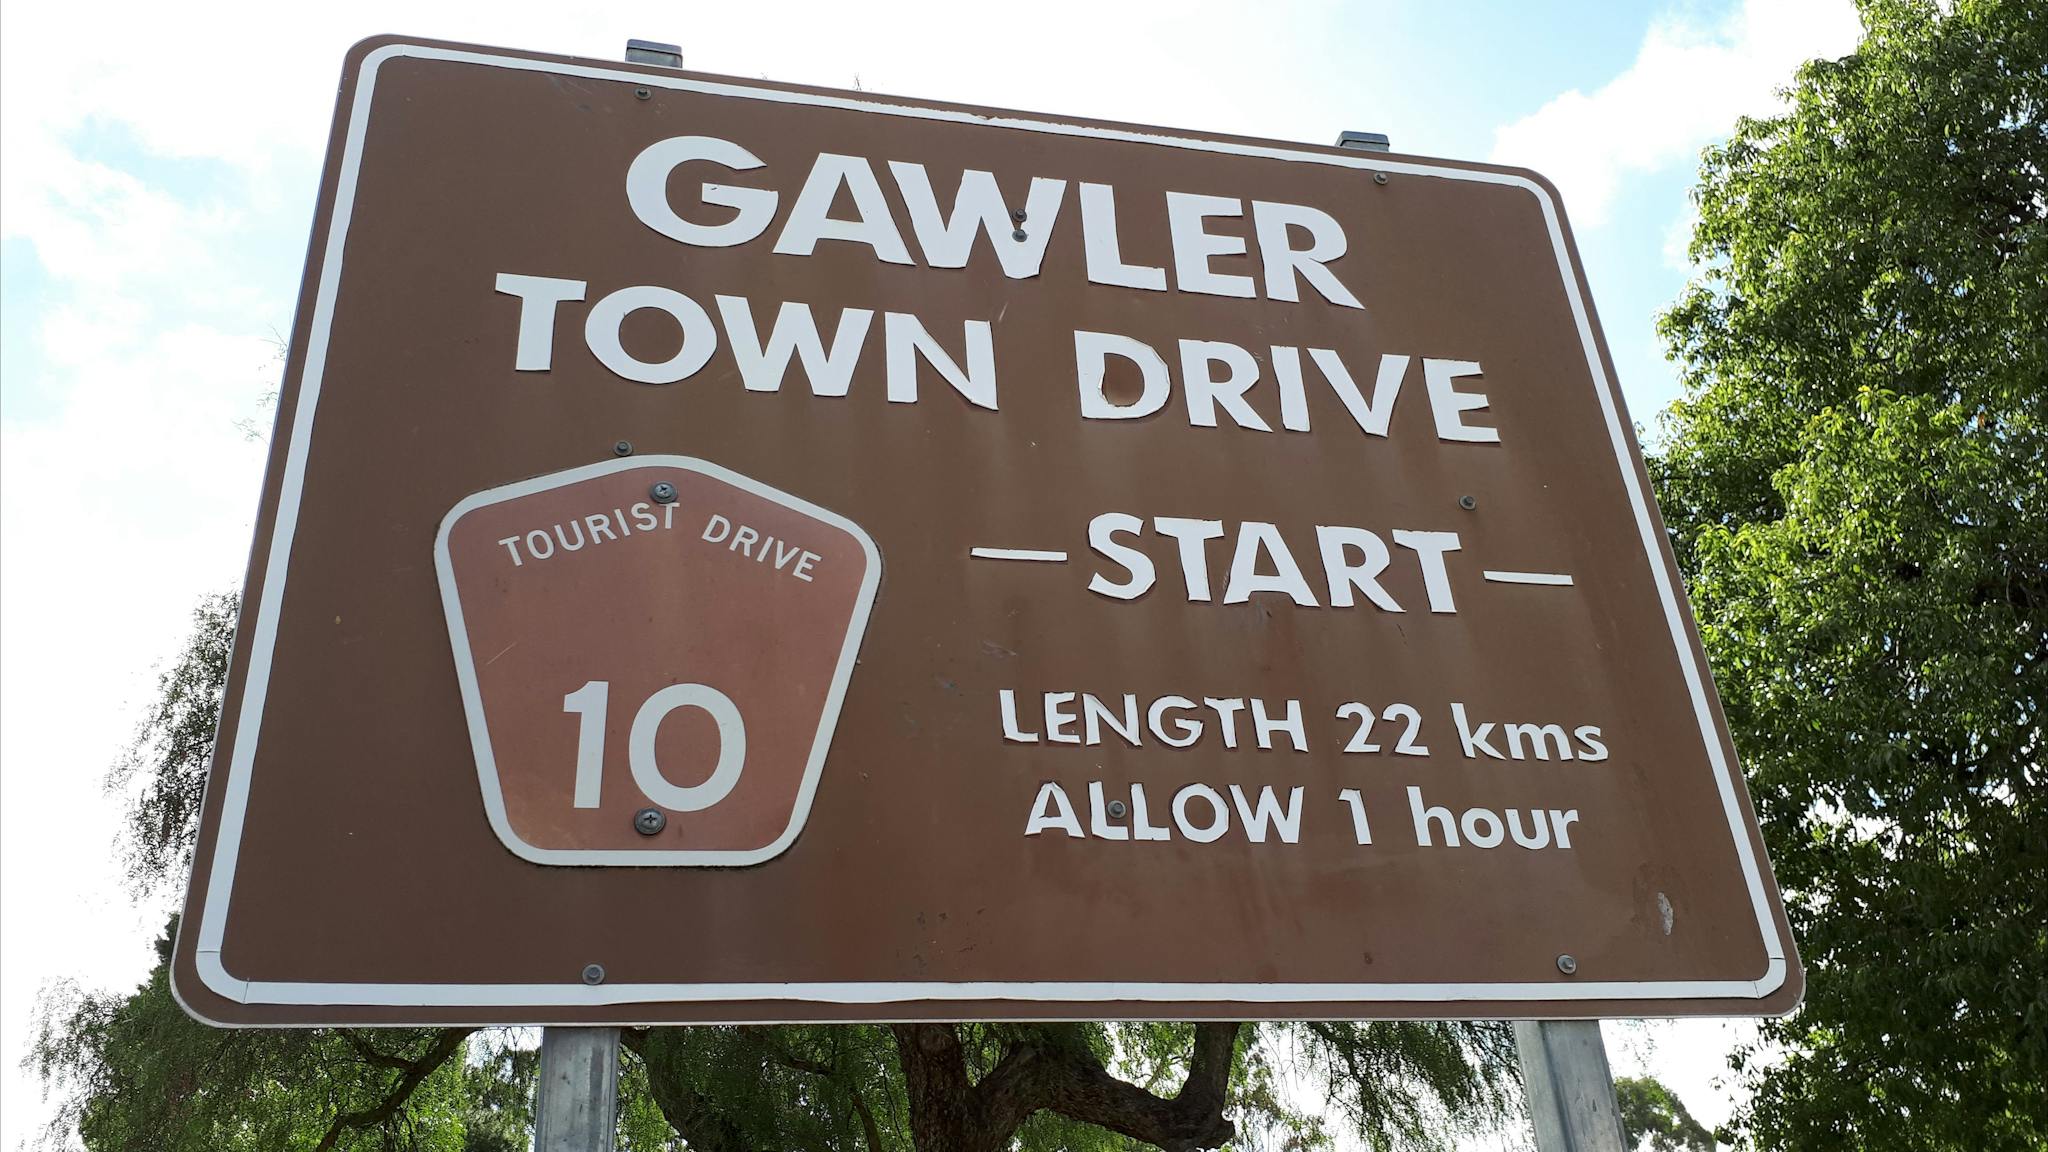 GAWLER
TOWN DRIVE
TOURIST DRIVE
10
—START—
LENGTH 22 kms
ALLOW 1 hour